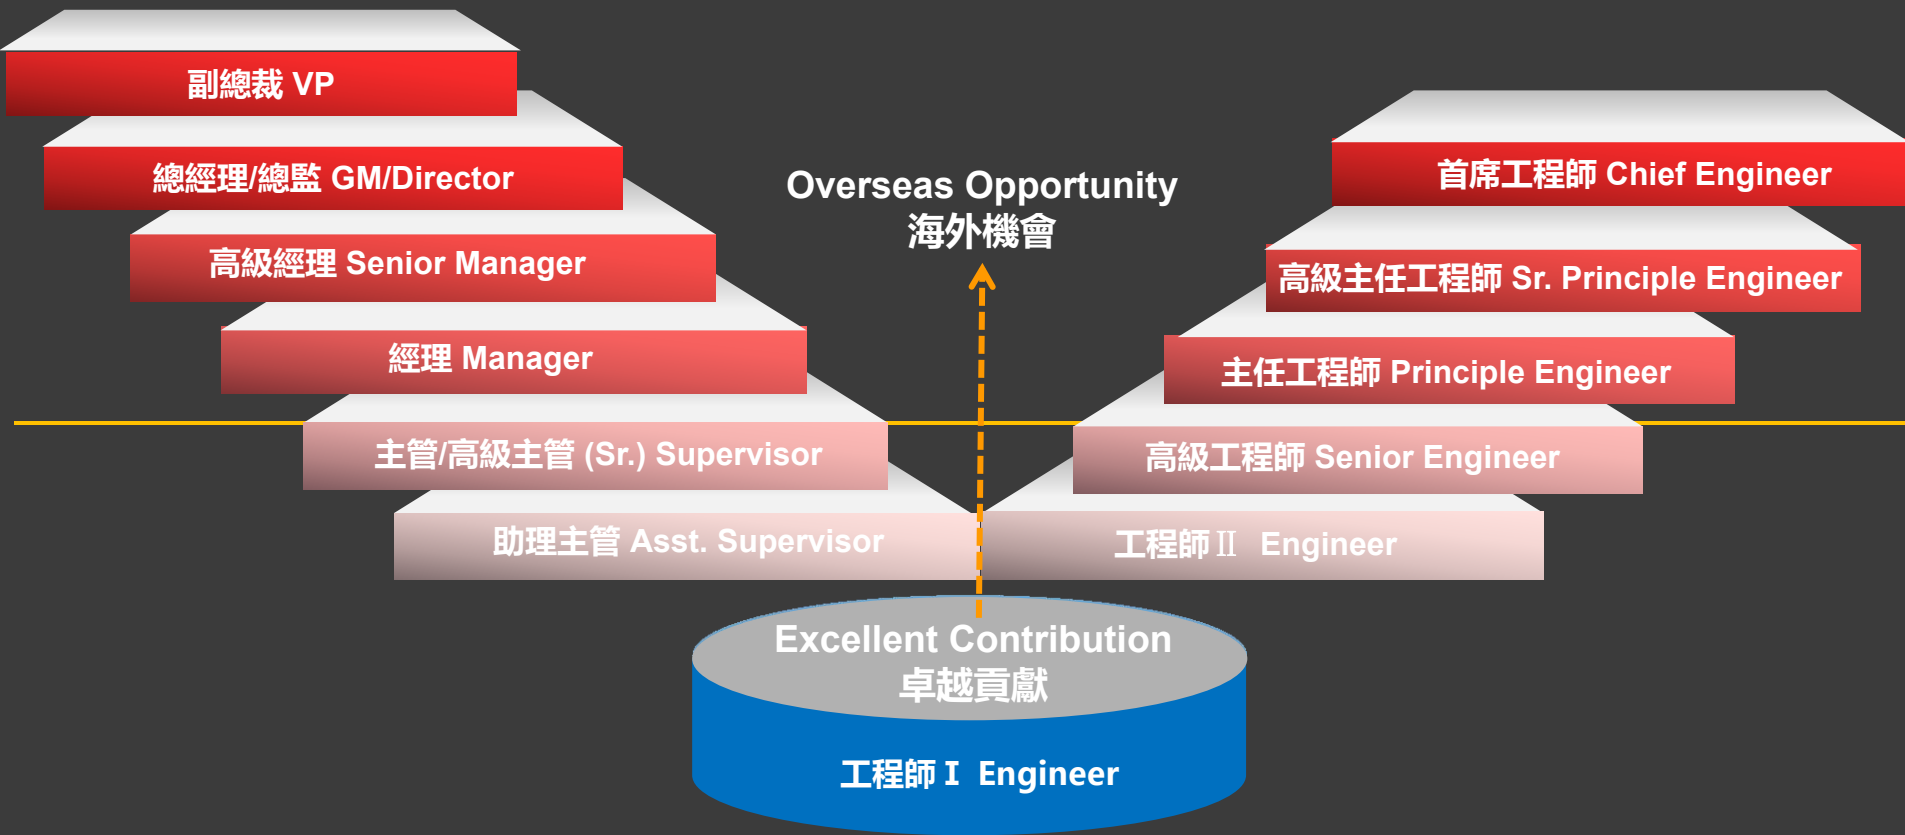 副總裁 VP
總經理/總監 GM/Director
高級經理 Senior Manager
經理 Manager
主管/高級主管 (Sr.) Supervisor
助理主管 Asst. Supervisor
Overseas Opportunity
海外機會
首席工程師 Chief Engineer
高級主任工程師 Sr. Principle Engineer
主任工程師 Principle Engineer
高級工程師 Senior Engineer
工程師Ⅱ Engineer
Excellent Contribution
卓越貢獻
工程師Ⅰ Engineer